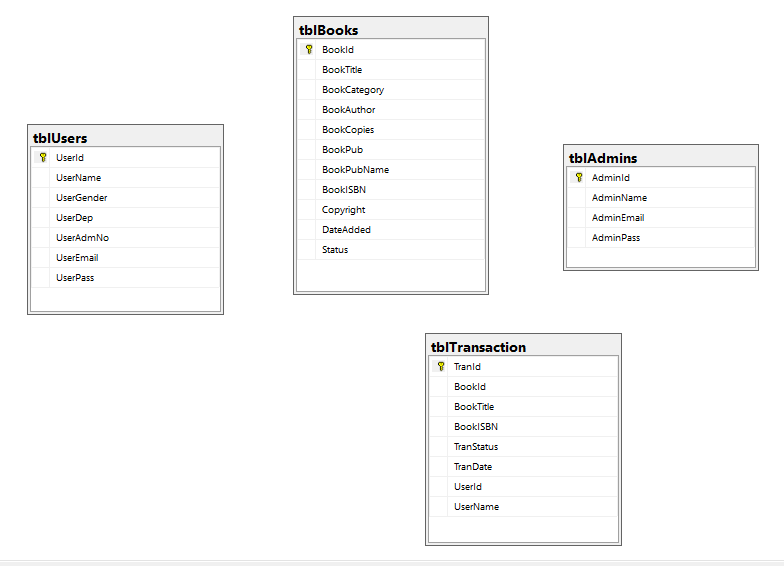 tblBooks
BookId
BookTitle
BookCategory
BookAuthor
BookCopies
BookPub
BookPubName
BookISBN
Copyright
DateAdded
Status
tblUsers
UserId
UserName
UserGender
UserDep
UserAdmNo
UserEmail
UserPass
tblAdmins
AdminId
AdminName
AdminEmail
AdminPass
tblTransaction
TranId
BookId
BookTitle
BookISBN
TranStatus
TranDate
UserId
UserName